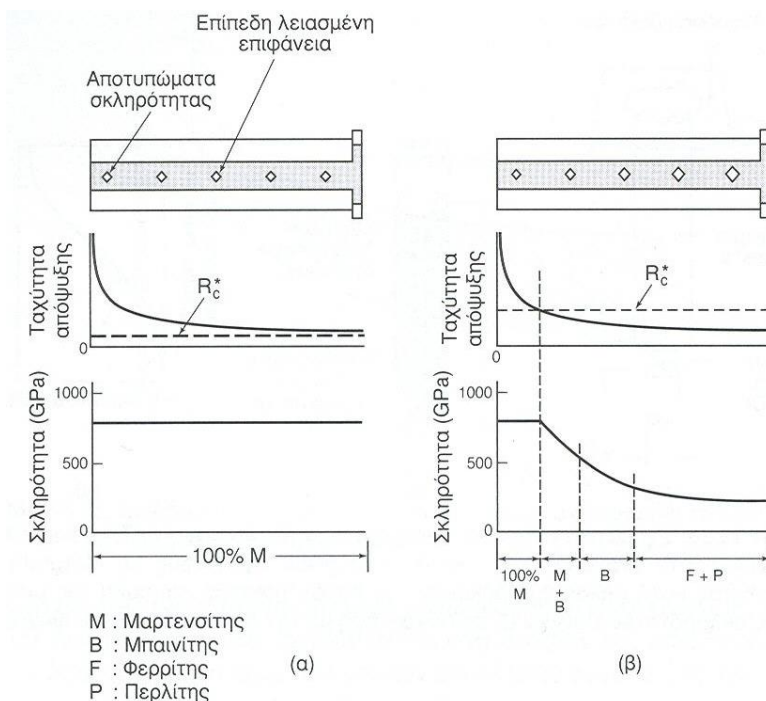 Επίπεδη λειασμένη
επιφάνεια
Αποτυπώματα
σκληρότητας
Ταχύτητα
απόψυξης
R*c
0
Σκληρότητα (GPa)
1000
500
0
100% M
M : Μαρτενσίτης
B : Μπαινίτης
F : Φερρίτης
P : Περλίτης
(α)
Ταχύτητα
απόψυξης
R*c
0
Σκληρότητα (GPa)
1000
500
0
100%
M
M
+
B
B
F + P
(β)